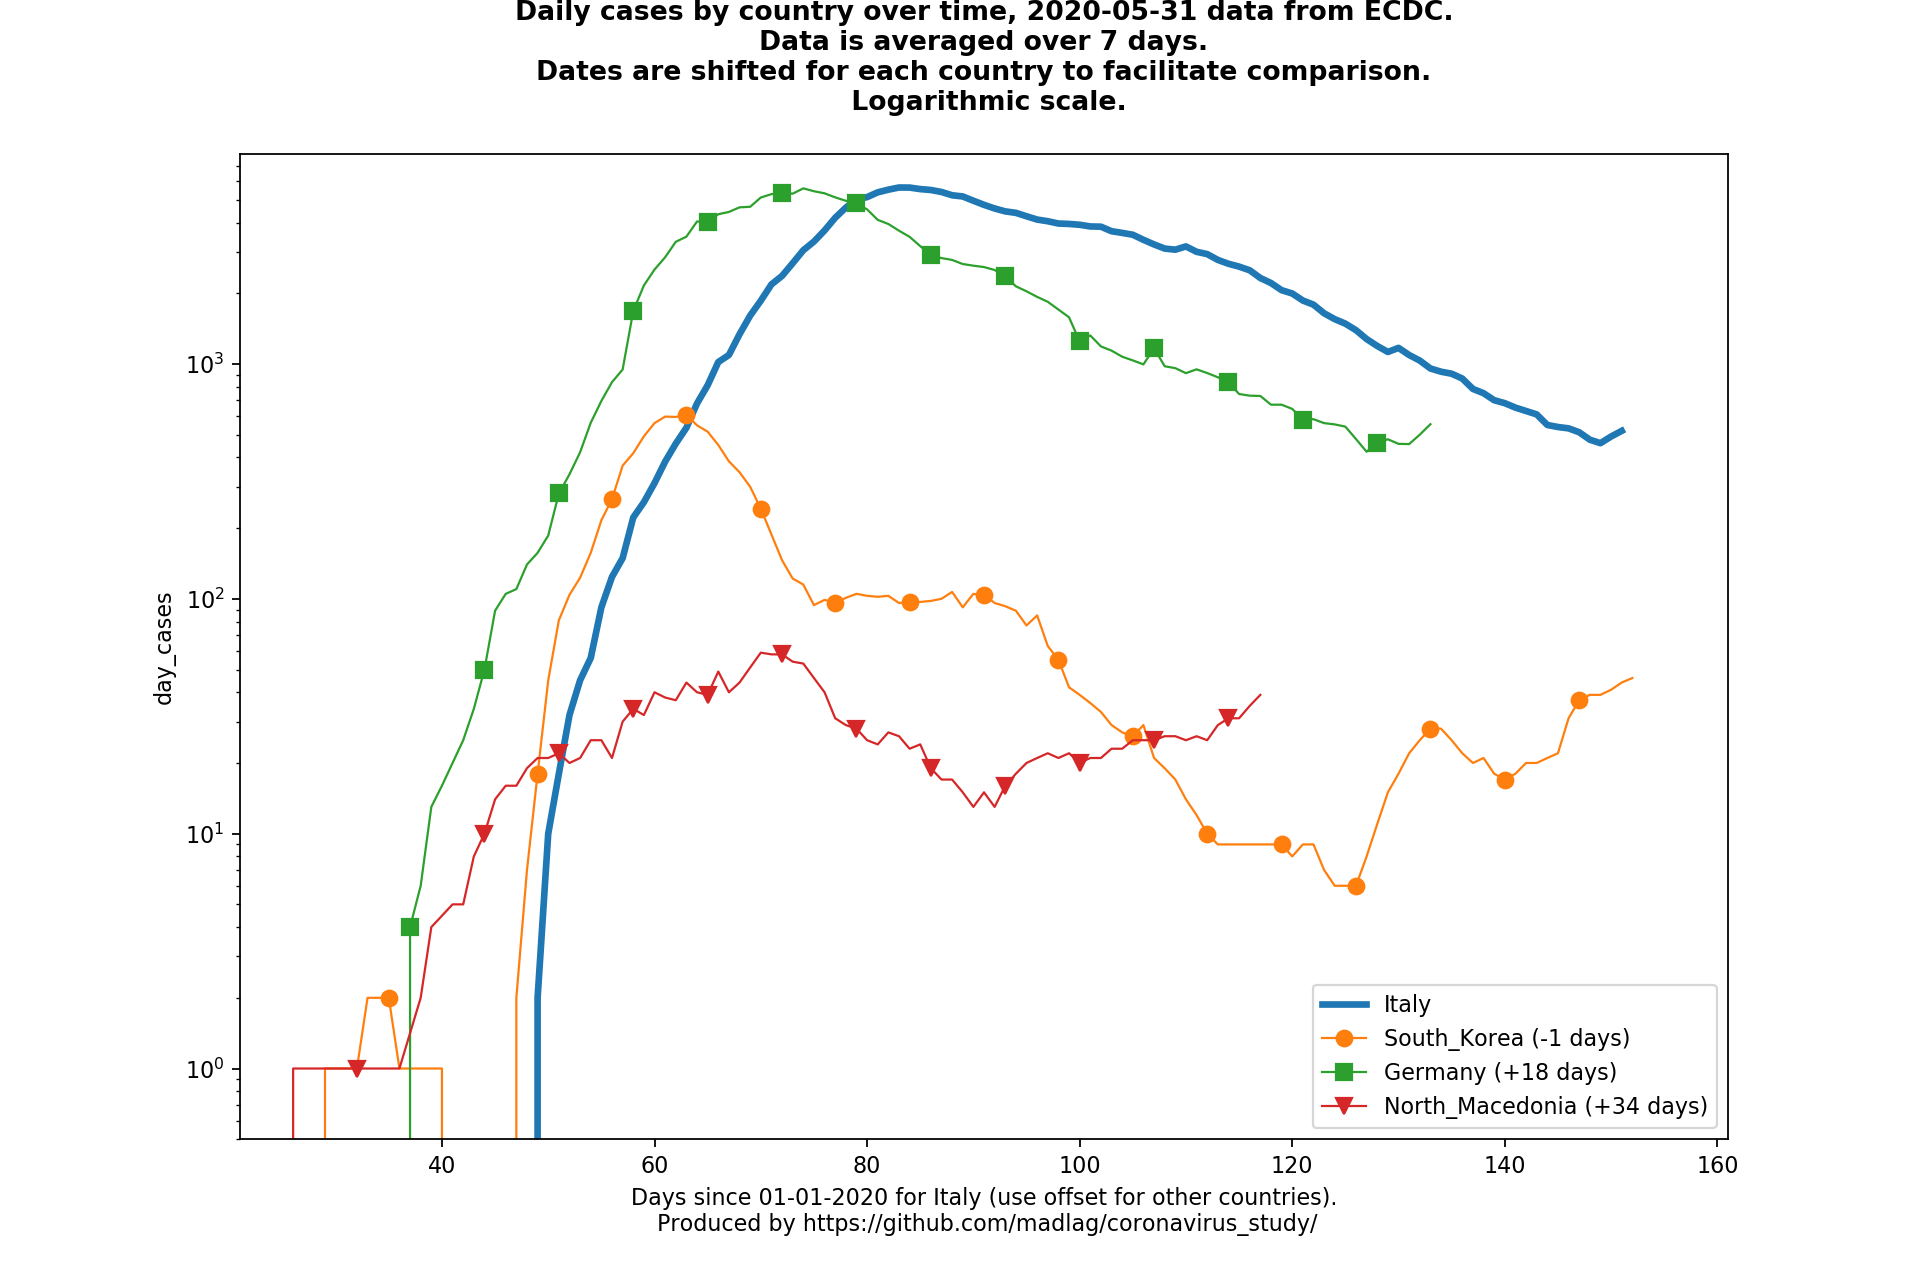 Daily cases by country over time, 2020-05-31 data from ECDC.
Data is averaged over 7 days.
Dates are shifted for each country to facilitate comparison.
Logarithmic scale.
10³
10²
10¹
10⁰
day_cases
Italy
South_Korea (-1 days)
Germany (+18 days)
North_Macedonia (+34 days)
40 60 80 100 120 140 160
Days since 01-01-2020 for Italy (use offset for other countries).
Produced by https://github.com/madlag/coronavirus_study/